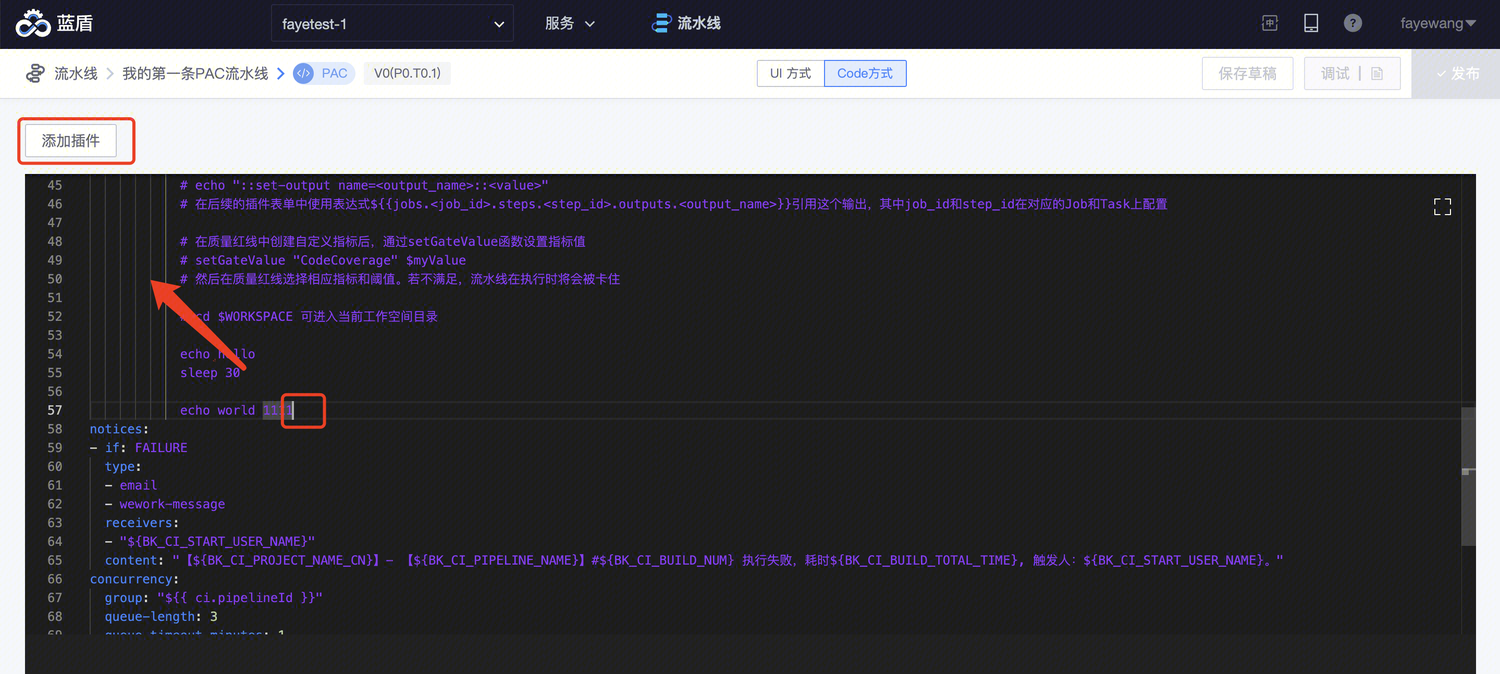 蓝盾
fayetest-1
服务
流水线
fayewang
流水线
我的第一条PAC流水线
PAC
V0(P0.T0.1)
UI 方式
Code方式
保存草稿
调试
发布
添加插件
45 # echo "::set-output name=<output_name>::<value>"
46 # 在后续的插件表单中使用表达式${{jobs.<job_id>.steps.<step_id>.outputs.<output_name>}}引用这个输出，其中job_id和step_id在对应的Job和Task上配置
47
48 # 在质量红线中创建自定义指标后，通过setGateValue函数设置指标值
49 # setGateValue "CodeCoverage" $myValue
50 # 然后在质量红线选择相应指标和阈值。若不满足，流水线在执行时将会被卡住
51
52 cd $WORKSPACE 可进入当前工作空间目录
53
54 echo hello
55 sleep 30
56
57 echo world 1111
58 notices:
59 - if: FAILURE
60 type:
61 - email
62 - wework-message
63 receivers:
64 - "${BK_CI_START_USER_NAME}"
65 content: "【${BK_CI_PROJECT_NAME_CN}】- 【${BK_CI_PIPELINE_NAME}】#${BK_CI_BUILD_NUM} 执行失败，耗时${BK_CI_BUILD_TOTAL_TIME}, 触发人：${BK_CI_START_USER_NAME}。"
66 concurrency:
67 group: "${{ ci.pipelineId }}"
68 queue-length: 3
69 queue-timeout-minutes: 1